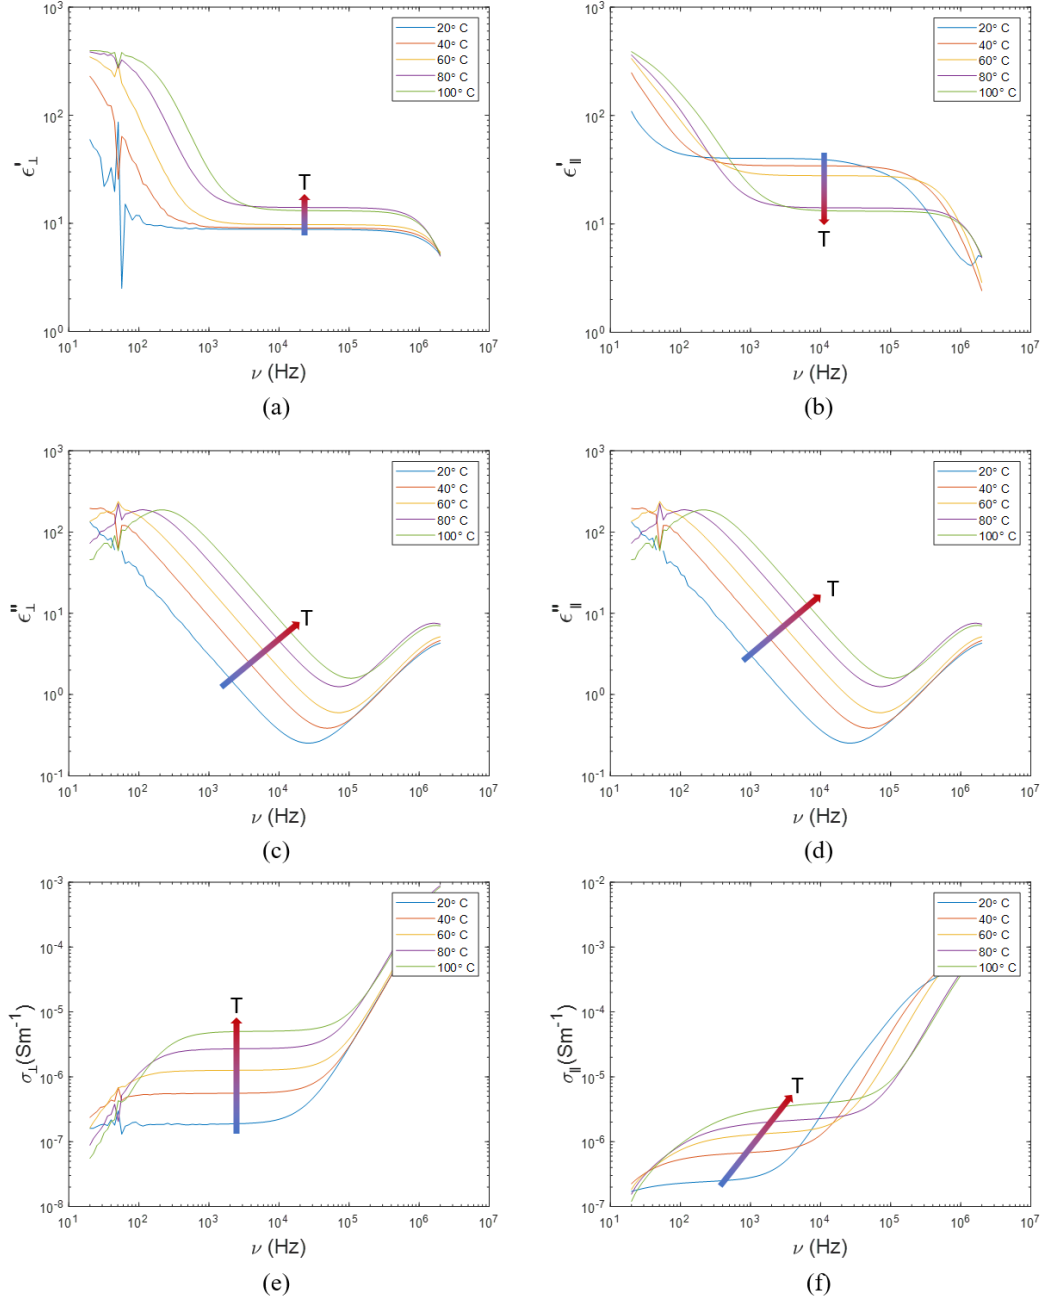 10³
10²
10¹
10⁰
ϵ'⊥
20° C
40° C
60° C
80° C
100° C
T
10¹ 10² 10³ 10⁴ 10⁵ 10⁶ 10⁷
ν (Hz)
(a)
10³
10²
10¹
10⁰
ϵ'∥
20° C
40° C
60° C
80° C
100° C
T
10¹ 10² 10³ 10⁴ 10⁵ 10⁶ 10⁷
ν (Hz)
(b)
10³
10²
10¹
10⁰
10⁻¹
ϵ''⊥
20° C
40° C
60° C
80° C
100° C
T
10¹ 10² 10³ 10⁴ 10⁵ 10⁶ 10⁷
ν (Hz)
(c)
10³
10²
10¹
10⁰
10⁻¹
ϵ''∥
20° C
40° C
60° C
80° C
100° C
T
10¹ 10² 10³ 10⁴ 10⁵ 10⁶ 10⁷
ν (Hz)
(d)
10⁻³
10⁻⁴
10⁻⁵
10⁻⁶
10⁻⁷
10⁻⁸
σ⊥(Sm⁻¹)
20° C
40° C
60° C
80° C
100° C
T
10¹ 10² 10³ 10⁴ 10⁵ 10⁶ 10⁷
ν (Hz)
(e)
10⁻²
10⁻³
10⁻⁴
10⁻⁵
10⁻⁶
10⁻⁷
σ∥(Sm⁻¹)
20° C
40° C
60° C
80° C
100° C
T
10¹ 10² 10³ 10⁴ 10⁵ 10⁶ 10⁷
ν (Hz)
(f)